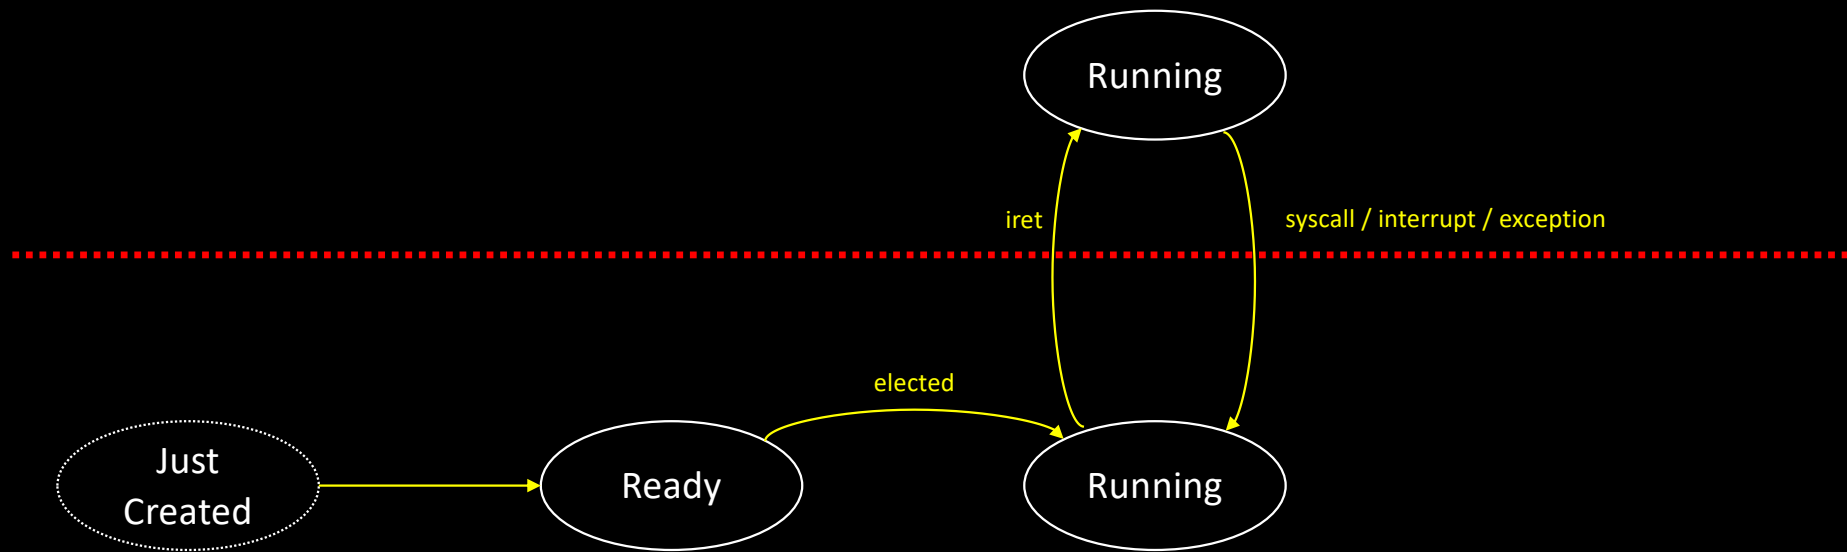 Running
iret
syscall / interrupt / exception
elected
Just
Created
Ready
Running